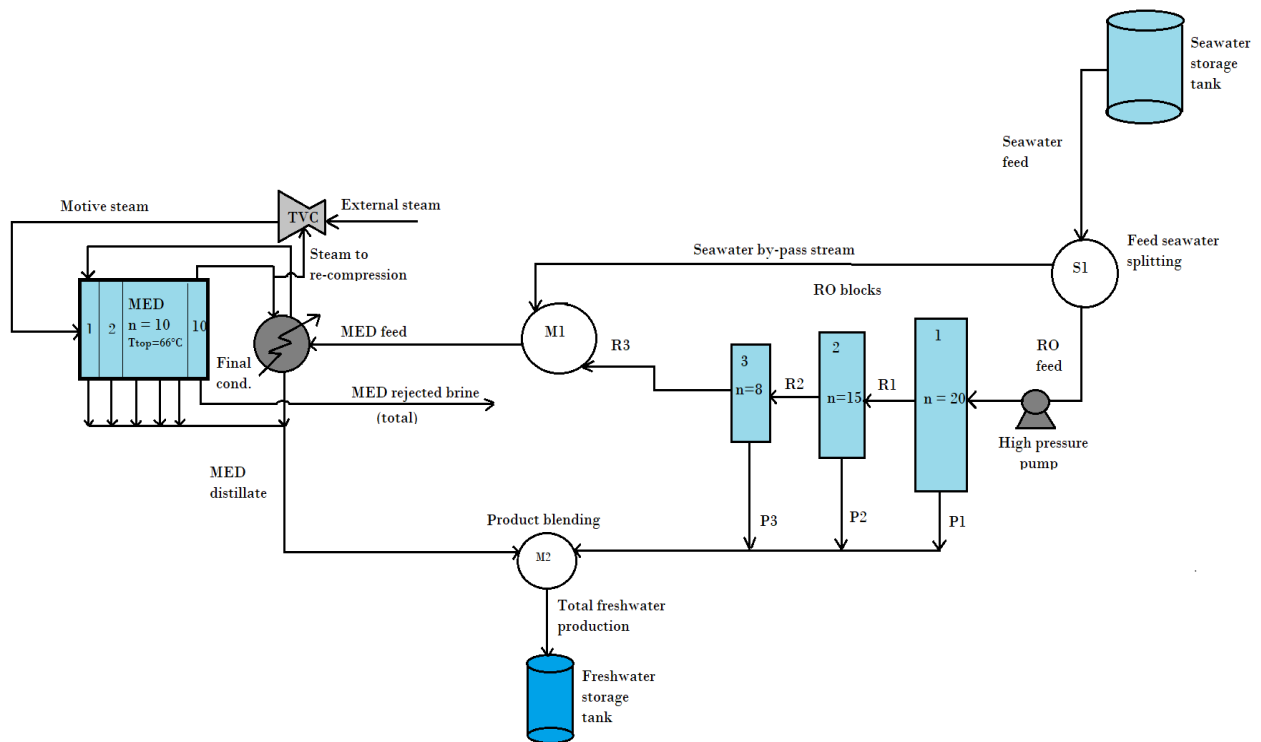 Seawater
storage
tank
Seawater
feed
Motive steam
External steam
TVC
Steam to
re-compression
Seawater by-pass stream
Feed seawater
splitting
S1
RO blocks
MED
n = 10
Ttop=66°C
1
2
10
Final
cond.
MED feed
M1
R3
3
n=8
R2
2
n=15
R1
1
n = 20
RO
feed
High pressure
pump
MED rejected brine
(total)
MED
distillate
P3
P2
P1
Product blending
M2
Total freshwater
production
Freshwater
storage
tank